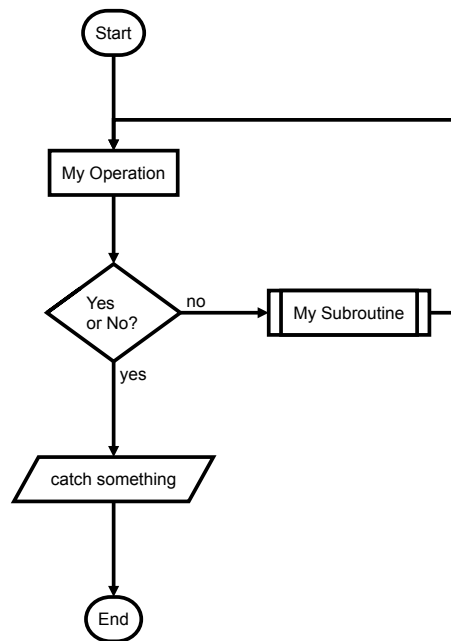 Start
My Operation
Yes
or No?
no
My Subroutine
yes
catch something
End